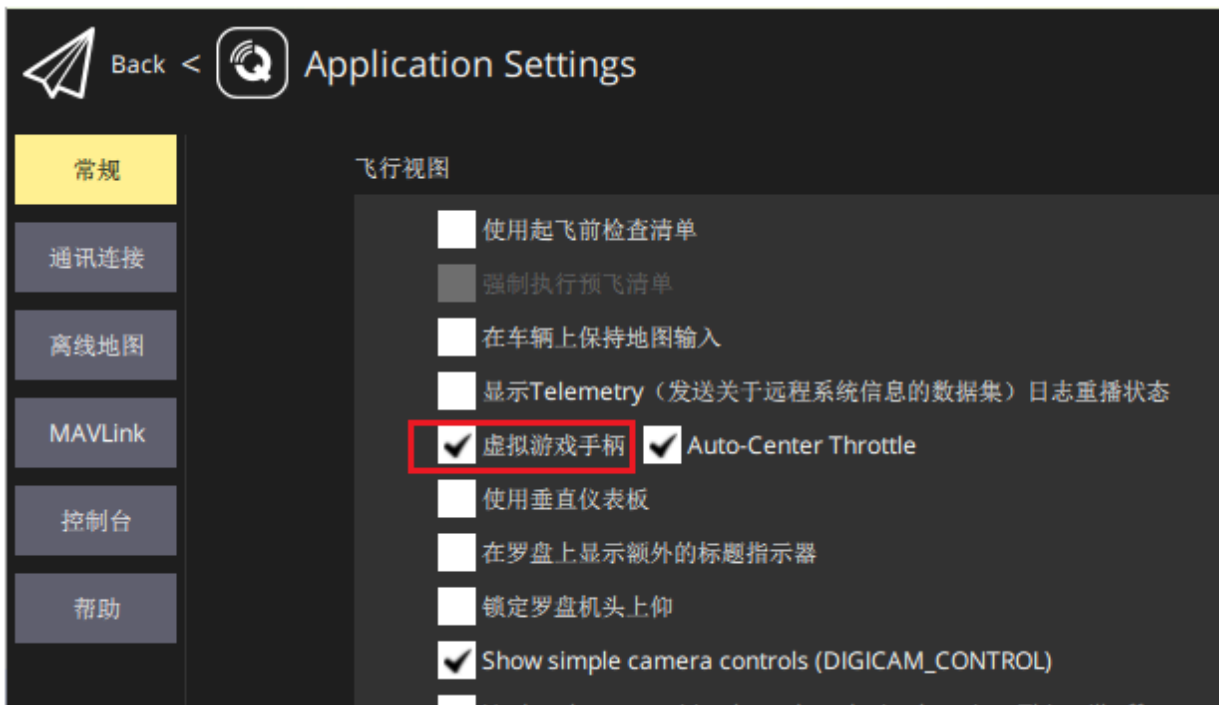 Back < Application Settings
常规
通讯连接
离线地图
MAVLink
控制台
帮助
飞行视图
使用起飞前检查清单
强制执行预飞清单
在车辆上保持地图输入
显示Telemetry（发送关于远程系统信息的数据集）日志重播状态
虚拟游戏手柄 Auto-Center Throttle
使用垂直仪表板
在罗盘上显示额外的标题指示器
锁定罗盘机头上仰
Show simple camera controls (DIGICAM_CONTROL)